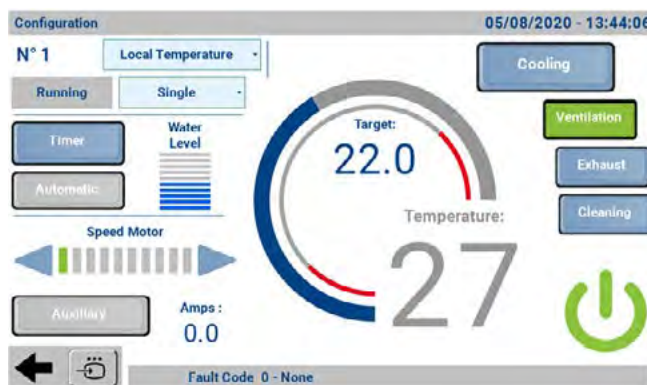 Configuration 05/08/2020 - 13:44:06
N° 1 Local Temperature
Cooling
Running Single
Ventilation
Timer
Water
Level
Target:
22.0
Exhaust
Automatic
Cleaning
Temperature:
27
Speed Motor
Auxiliary
Amps :
0.0
Fault Code 0 - None